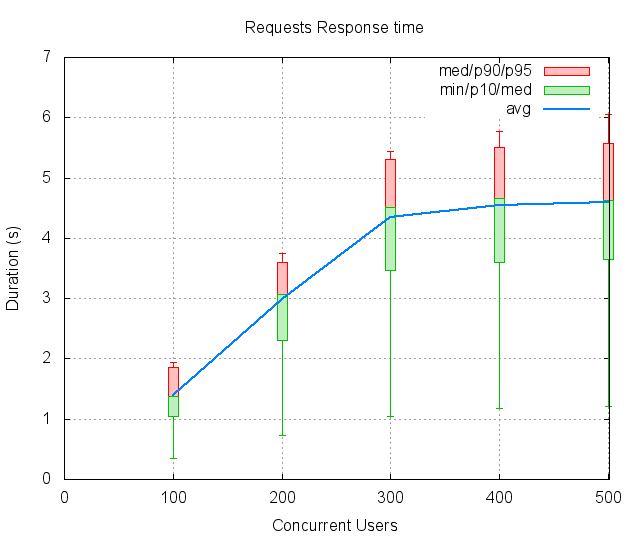 Requests Response time
med/p90/p95
min/p10/med
avg
7
6
5
4
3
2
1
0
Duration (s)
0 100 200 300 400 500
Concurrent Users